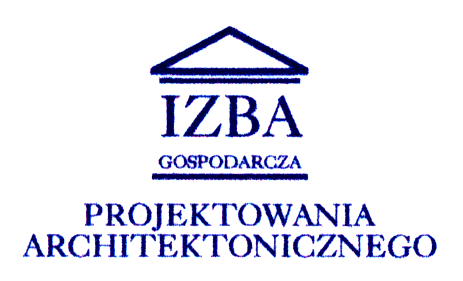 IZBA
GOSPODARCZA
PROJEKTOWANIA
ARCHITEKTONICZNEGO